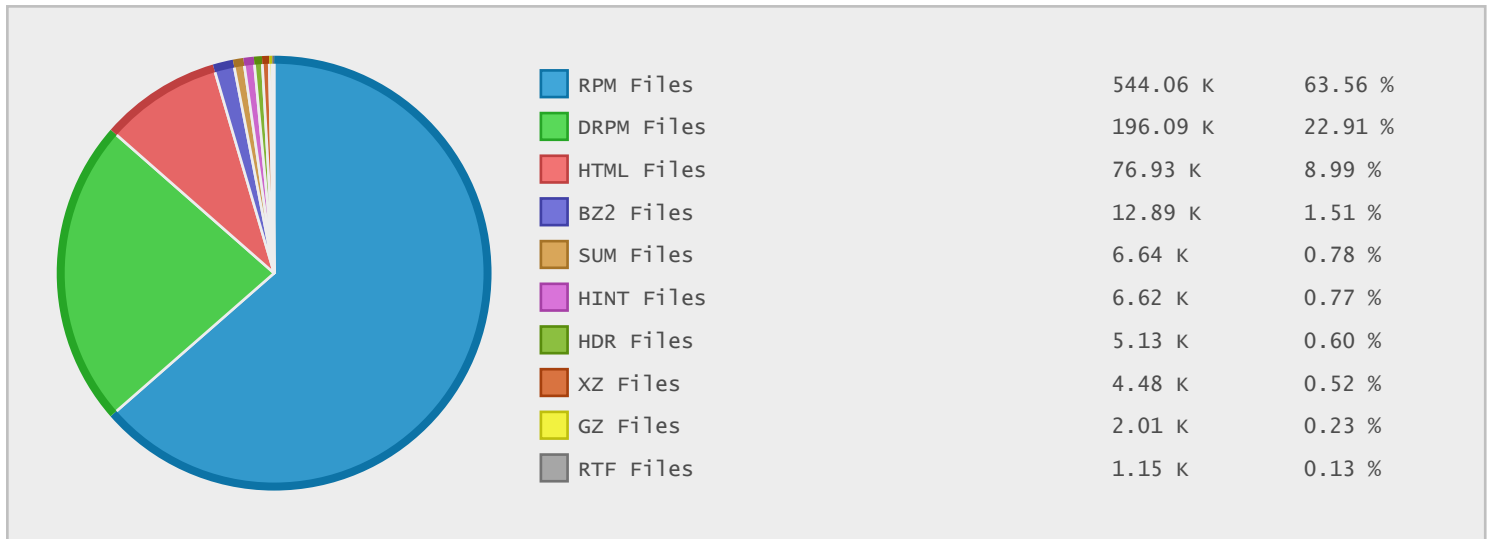 RPM Files 544.06 K 63.56 %
DRPM Files 196.09 K 22.91 %
HTML Files 76.93 K 8.99 %
BZ2 Files 12.89 K 1.51 %
SUM Files 6.64 K 0.78 %
HINT Files 6.62 K 0.77 %
HDR Files 5.13 K 0.60 %
XZ Files 4.48 K 0.52 %
GZ Files 2.01 K 0.23 %
RTF Files 1.15 K 0.13 %